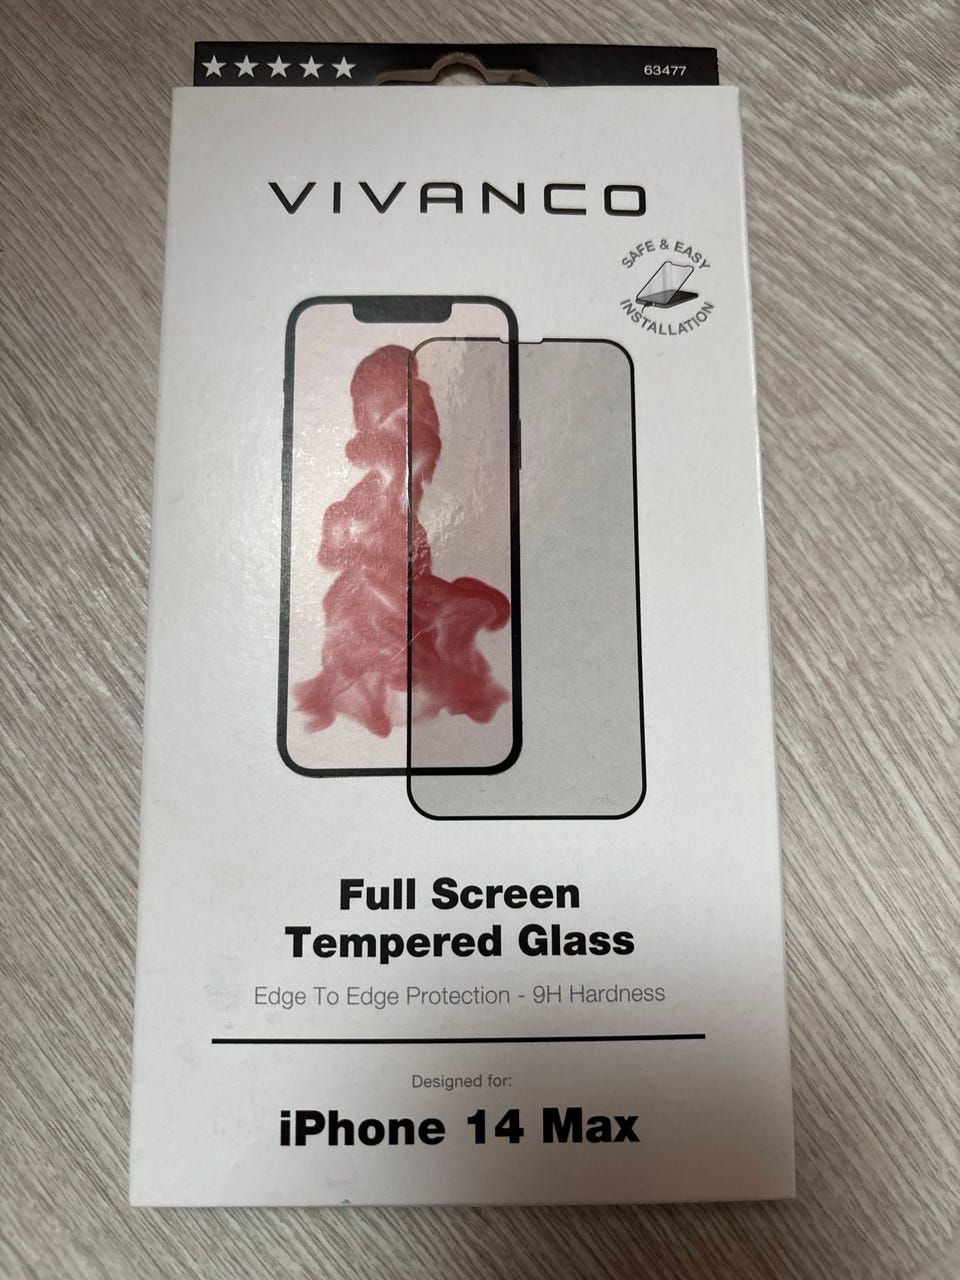 63477
VIVANCO
SAFE & EASY
INSTALLATION
Full Screen
Tempered Glass
Edge To Edge Protection - 9H Hardness
Designed for:
iPhone 14 Max